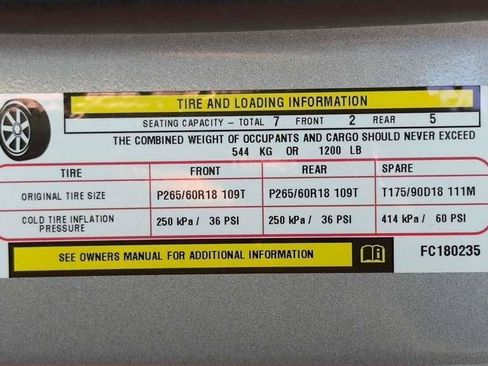 TIRE AND LOADING INFORMATION
SEATING CAPACITY - TOTAL 7 FRONT 2 REAR 5
THE COMBINED WEIGHT OF OCCUPANTS AND CARGO SHOULD NEVER EXCEED
544 KG OR 1200 LB
TIRE FRONT REAR SPARE
ORIGINAL TIRE SIZE P265/60R18 109T P265/60R18 109T T175/90D18 111M
COLD TIRE INFLATION PRESSURE 250 kPa / 36 PSI 250 kPa / 36 PSI 414 kPa / 60 PSI
SEE OWNERS MANUAL FOR ADDITIONAL INFORMATION FC180235